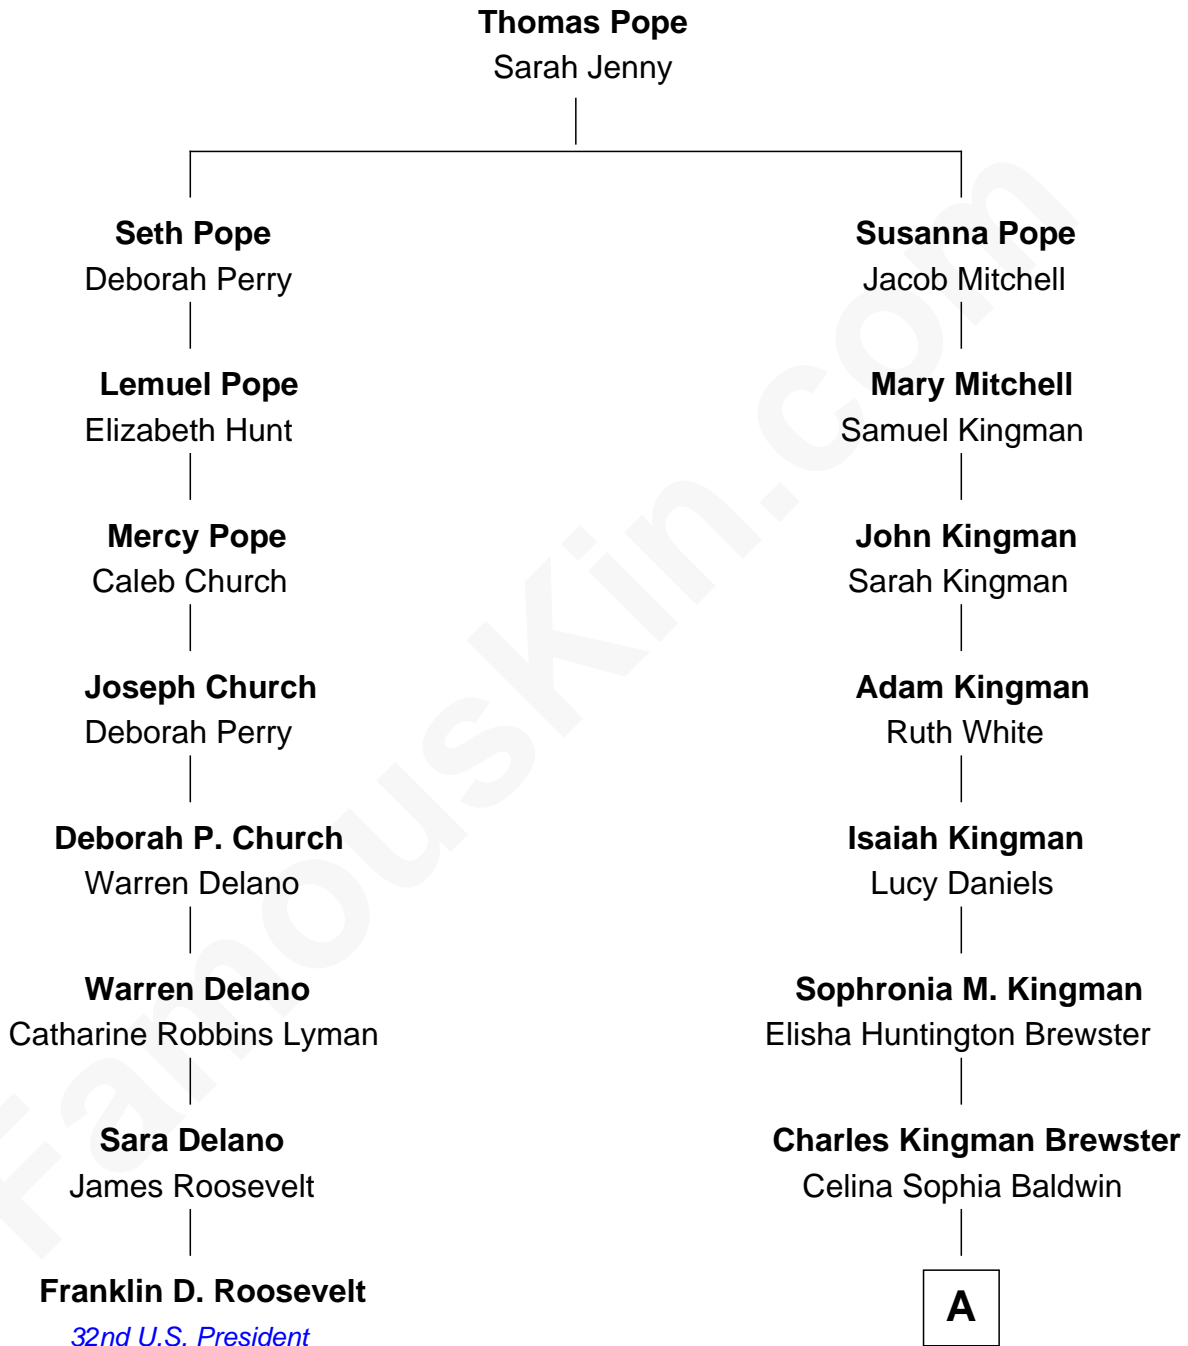 Thomas Pope
Sarah Jenny
Seth Pope
Deborah Perry
Susanna Pope
Jacob Mitchell
Lemuel Pope
Elizabeth Hunt
Mary Mitchell
Samuel Kingman
Mercy Pope
Caleb Church
John Kingman
Sarah Kingman
Joseph Church
Deborah Perry
Adam Kingman
Ruth White
Deborah P. Church
Warren Delano
Isaiah Kingman
Lucy Daniels
Warren Delano
Catharine Robbins Lyman
Sophronia M. Kingman
Elisha Huntington Brewster
Sara Delano
James Roosevelt
Charles Kingman Brewster
Celina Sophia Baldwin
Franklin D. Roosevelt
32nd U.S. President
A
FamousKin.com